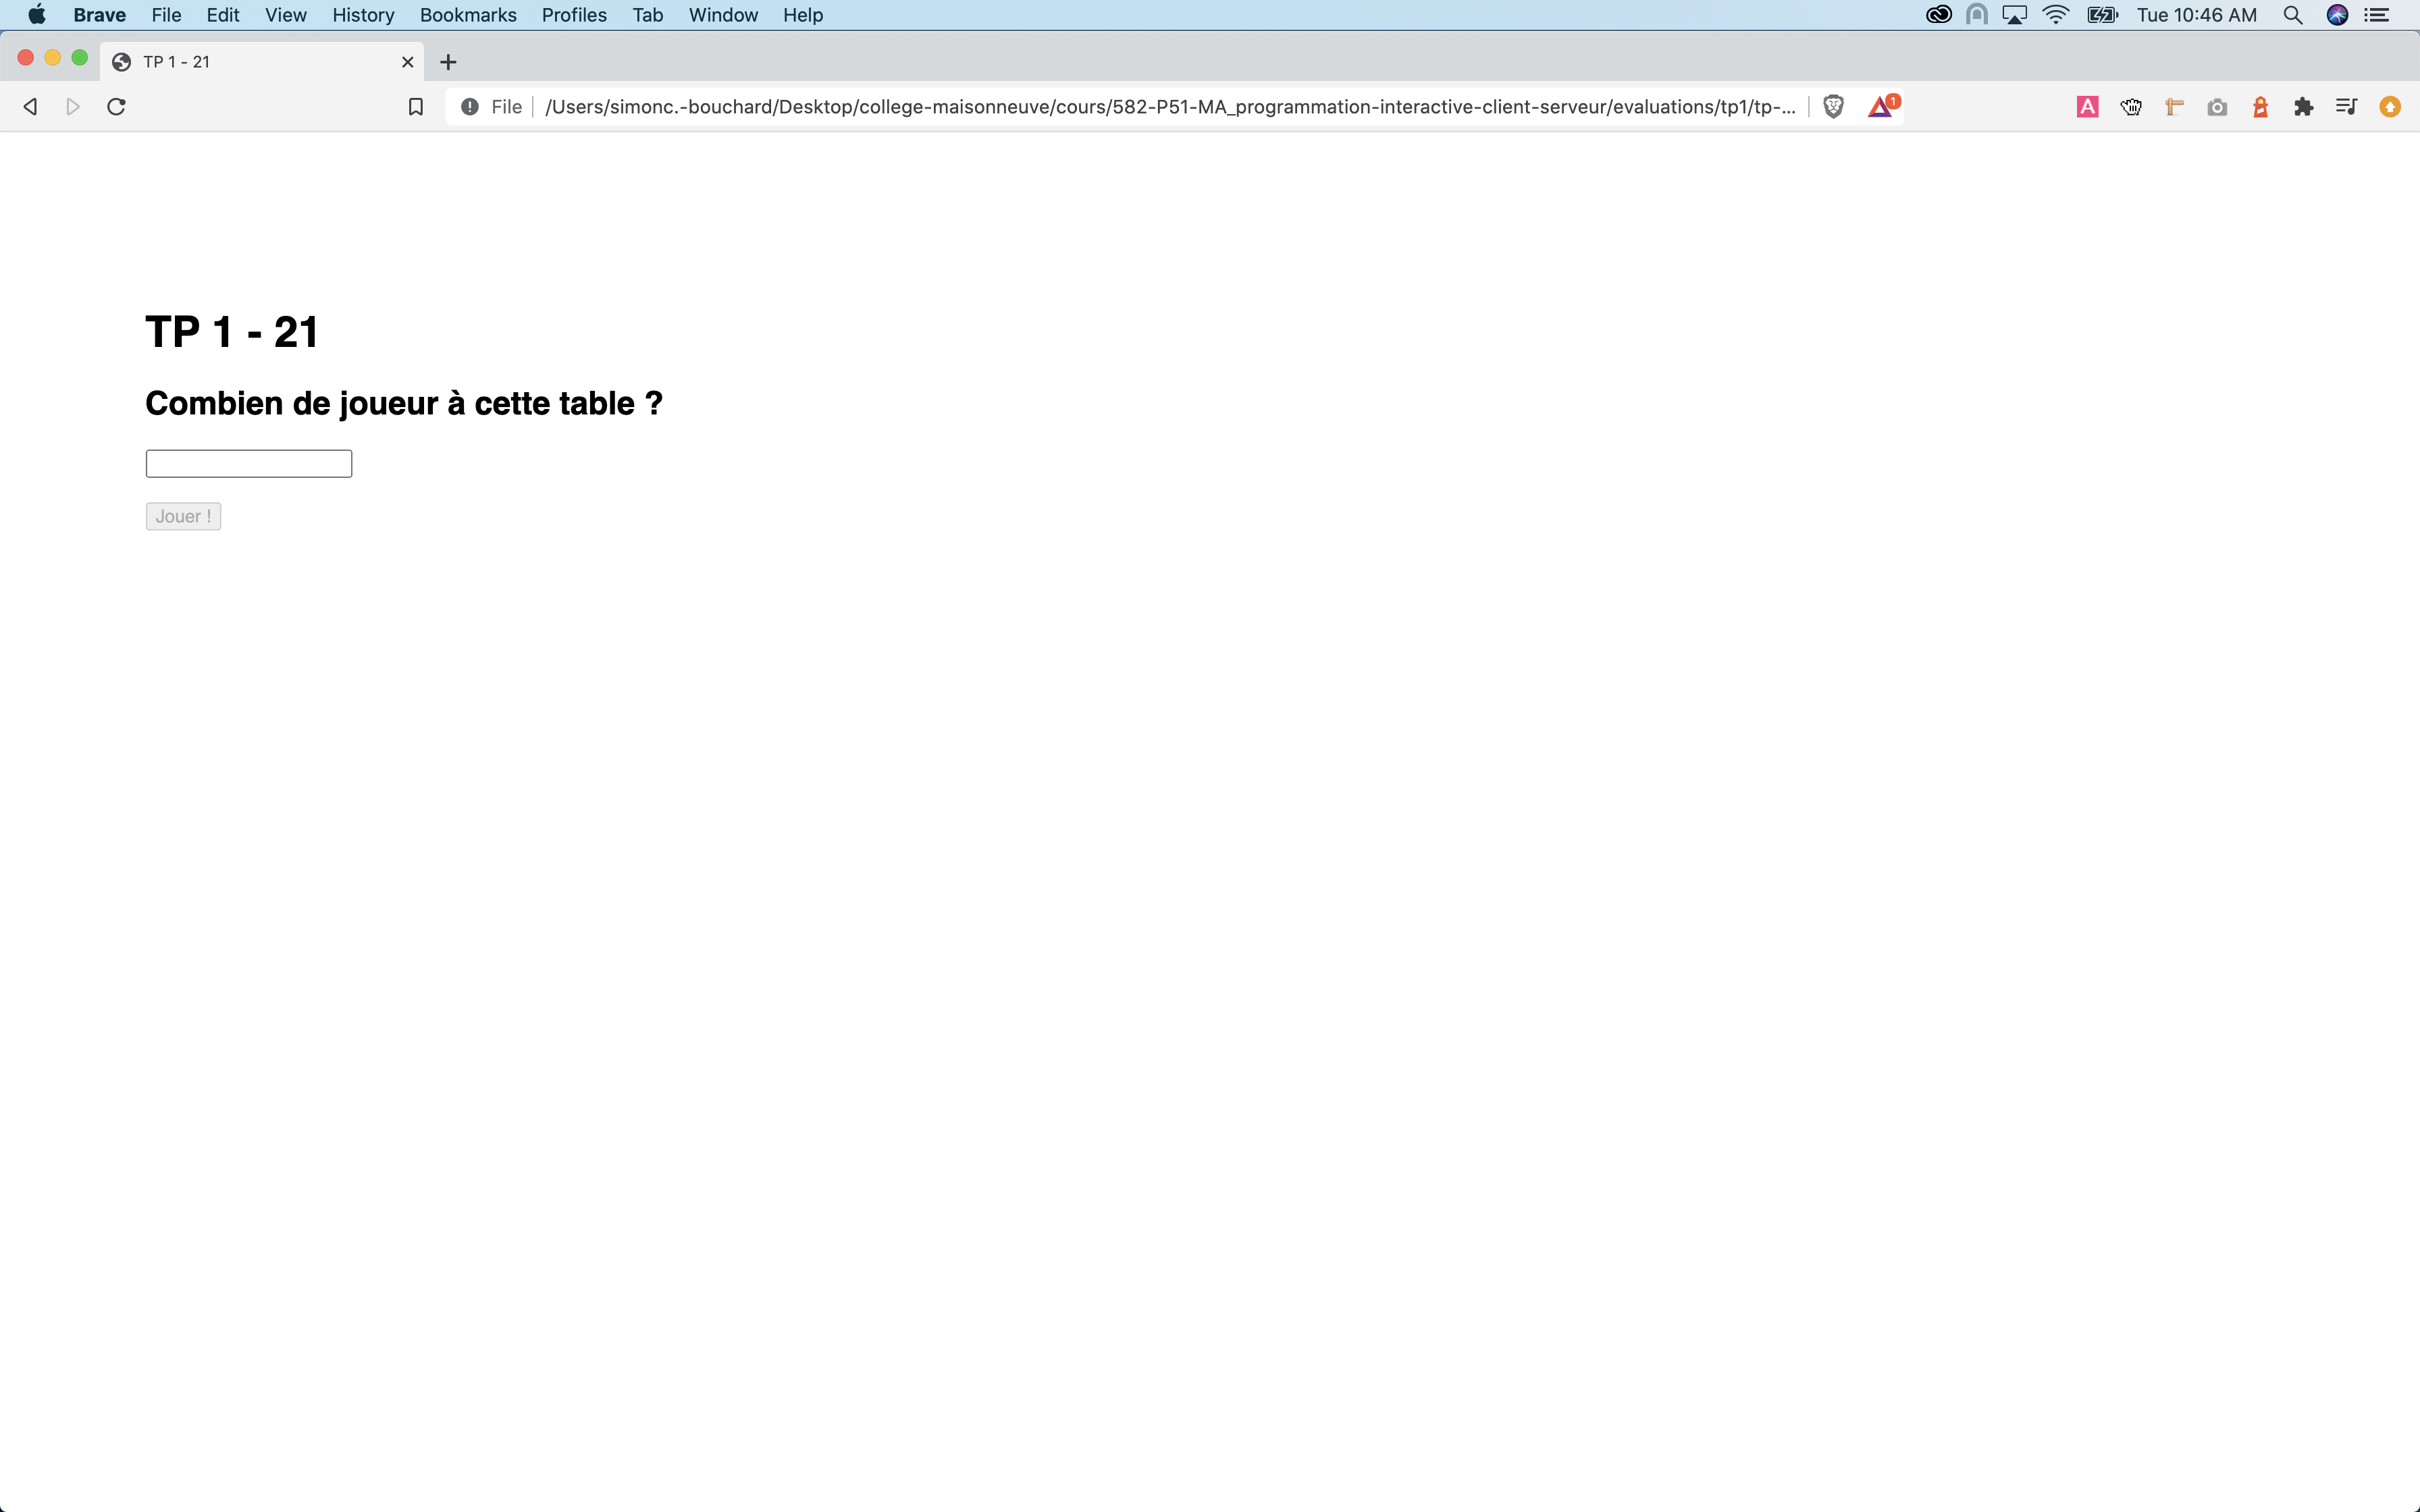 Brave File Edit View History Bookmarks Profiles Tab Window Help Tue 10:46 AM
TP 1 - 21
File /Users/simonc.-bouchard/Desktop/college-maisonneuve/cours/582-P51-MA_programmation-interactive-client-serveur/evaluations/tp1/tp-... 1 A
TP 1 - 21
Combien de joueur à cette table ?
Jouer !